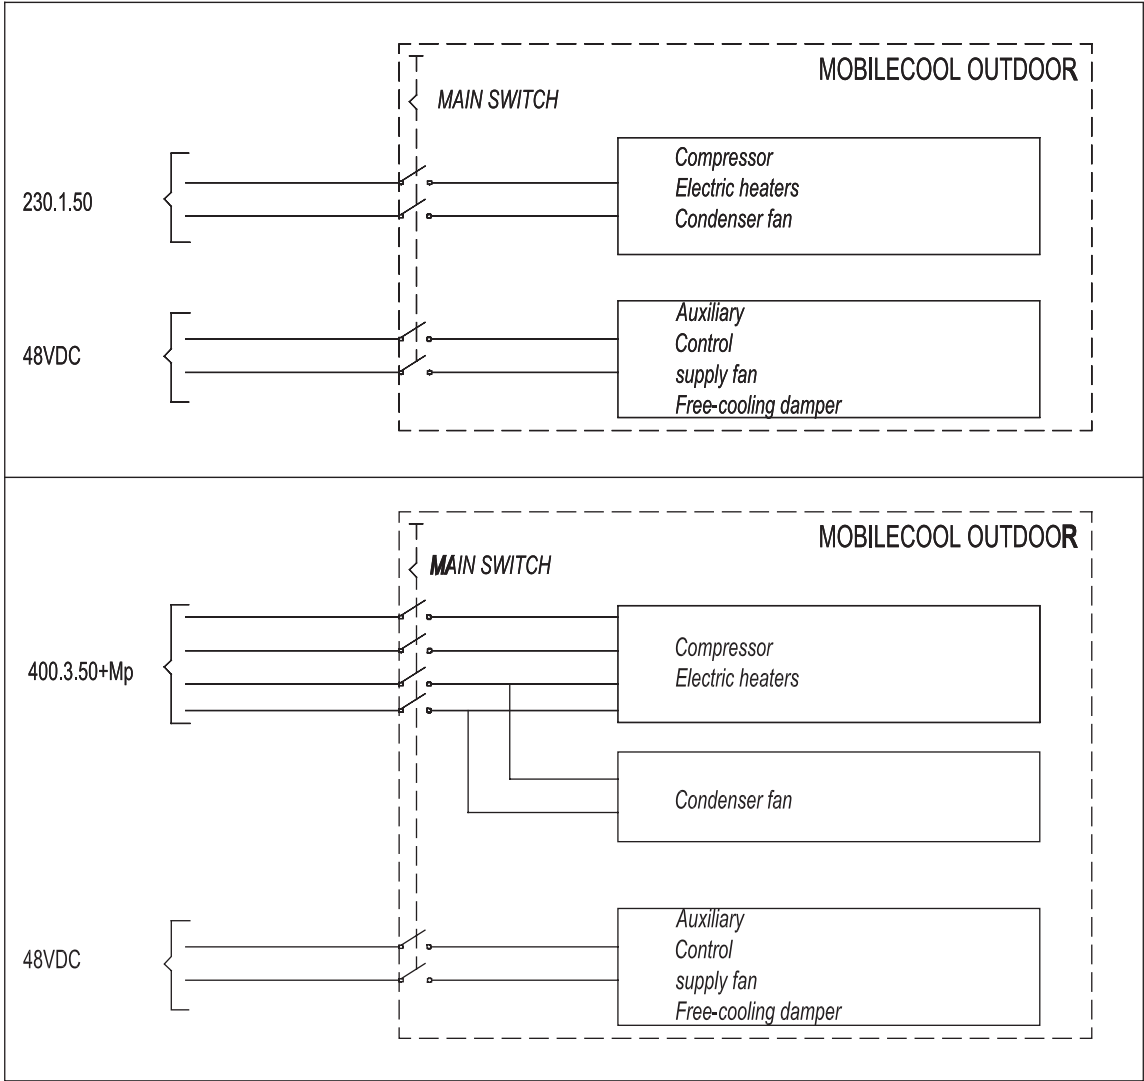 MOBILECOOL OUTDOOR
MAIN SWITCH
230.1.50
Compressor
Electric heaters
Condenser fan
48VDC
Auxiliary
Control
supply fan
Free-cooling damper
MOBILECOOL OUTDOOR
MAIN SWITCH
400.3.50+Mp
Compressor
Electric heaters
Condenser fan
48VDC
Auxiliary
Control
supply fan
Free-cooling damper